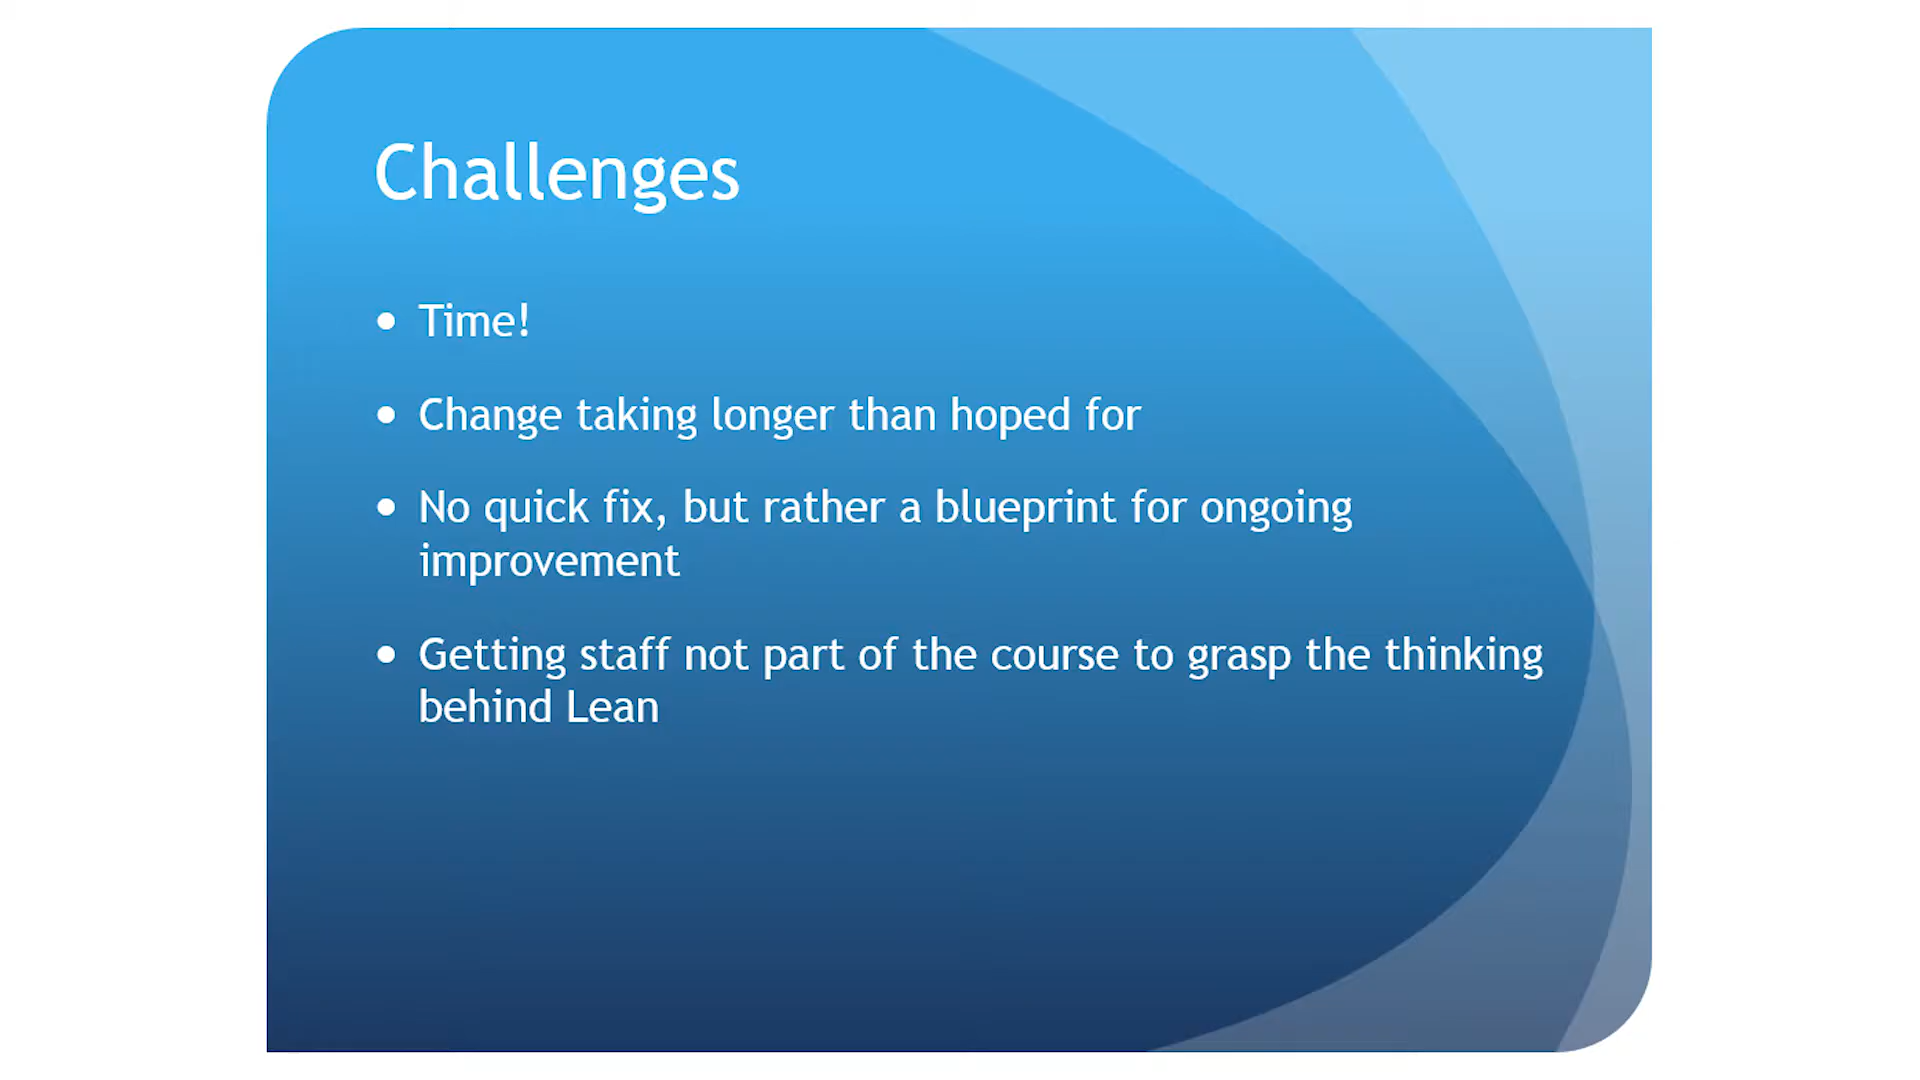 Challenges
• Time!
• Change taking longer than hoped for
• No quick fix, but rather a blueprint for ongoing
improvement
• Getting staff not part of the course to grasp the thinking
behind Lean